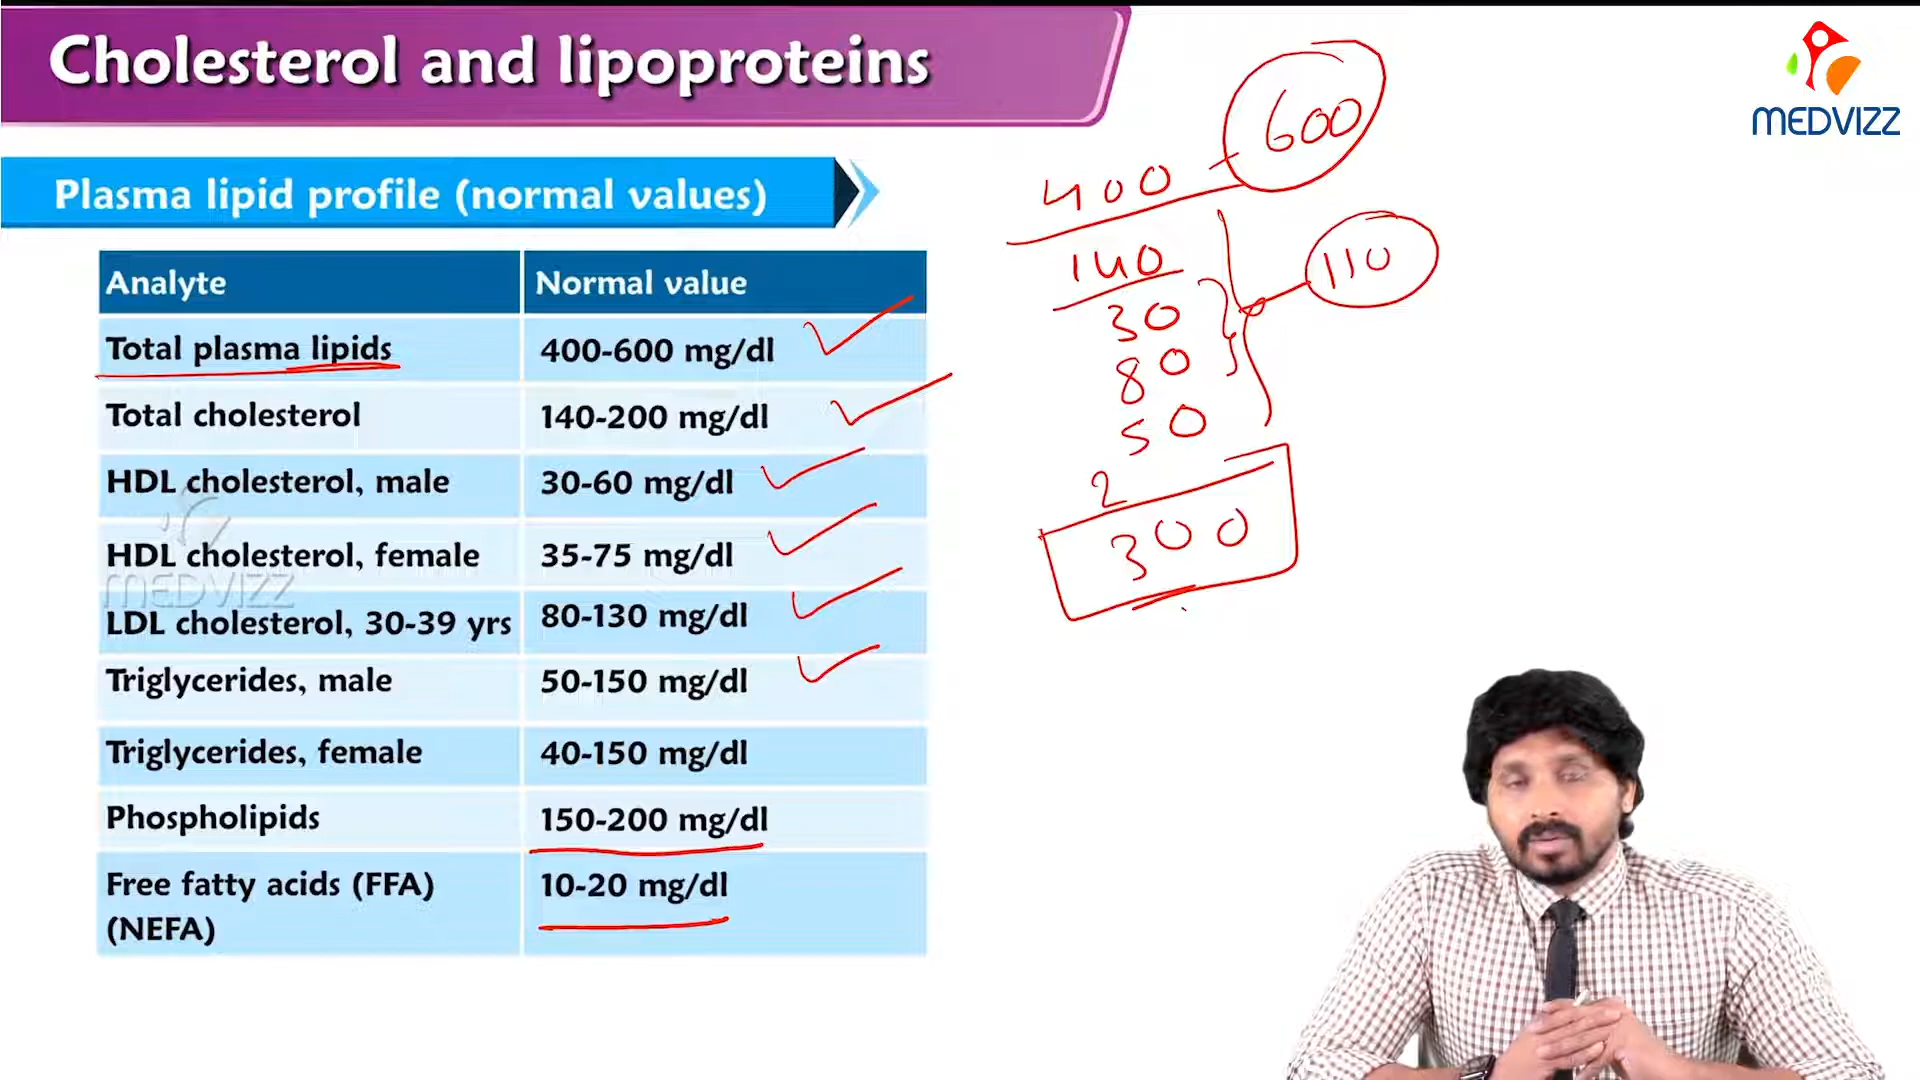 Cholesterol and lipoproteins
MEDVIZZ
Plasma lipid profile (normal values)
Analyte Normal value
Total plasma lipids 400-600 mg/dl
Total cholesterol 140-200 mg/dl
HDL cholesterol, male 30-60 mg/dl
HDL cholesterol, female 35-75 mg/dl
MEDVIZZ
LDL cholesterol, 30-39 yrs 80-130 mg/dl
Triglycerides, male 50-150 mg/dl
Triglycerides, female 40-150 mg/dl
Phospholipids 150-200 mg/dl
Free fatty acids (FFA) 10-20 mg/dl
(NEFA)
400 - 600
140
110
30
80
50
2
300